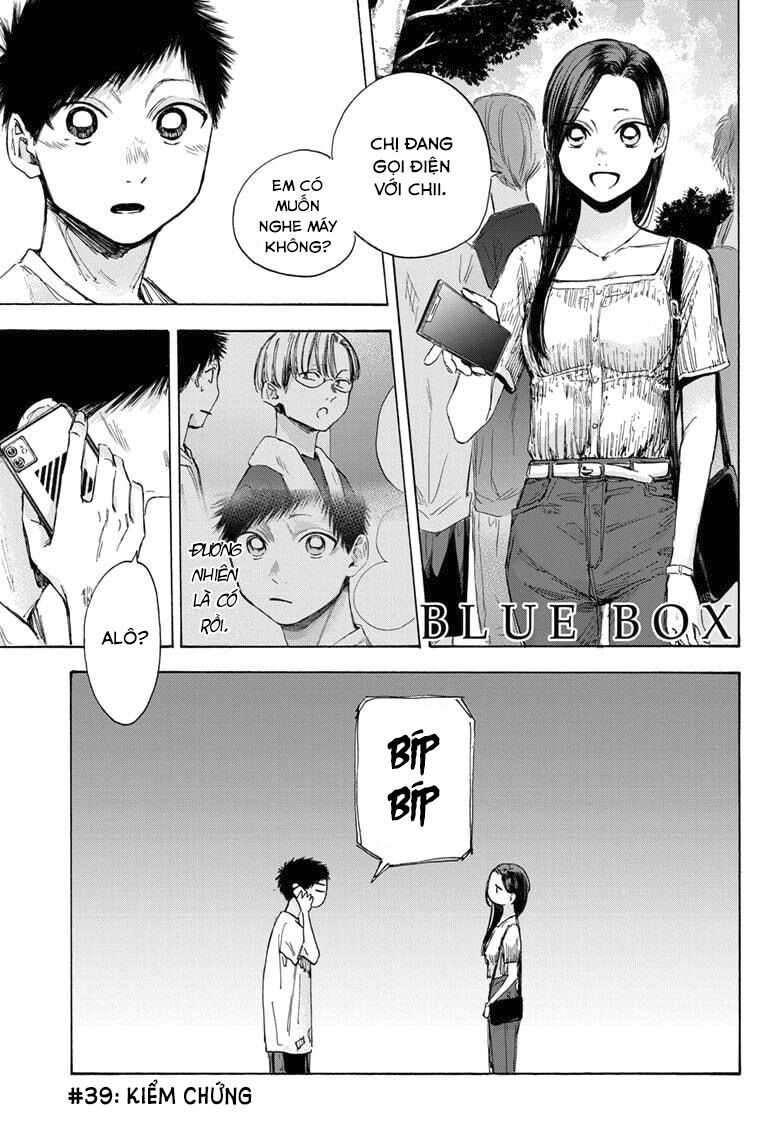 CHỊ ĐANG
GỌI ĐIỆN
VỚI CHII.
EM CÓ
MUỐN
NGHE MÁY
KHÔNG?
BLUE BOX
ĐƯƠNG
NHIÊN
LÀ CÓ
RỒI.
ALÔ?
BÍP
BÍP
#39: KIỂM CHỨNG